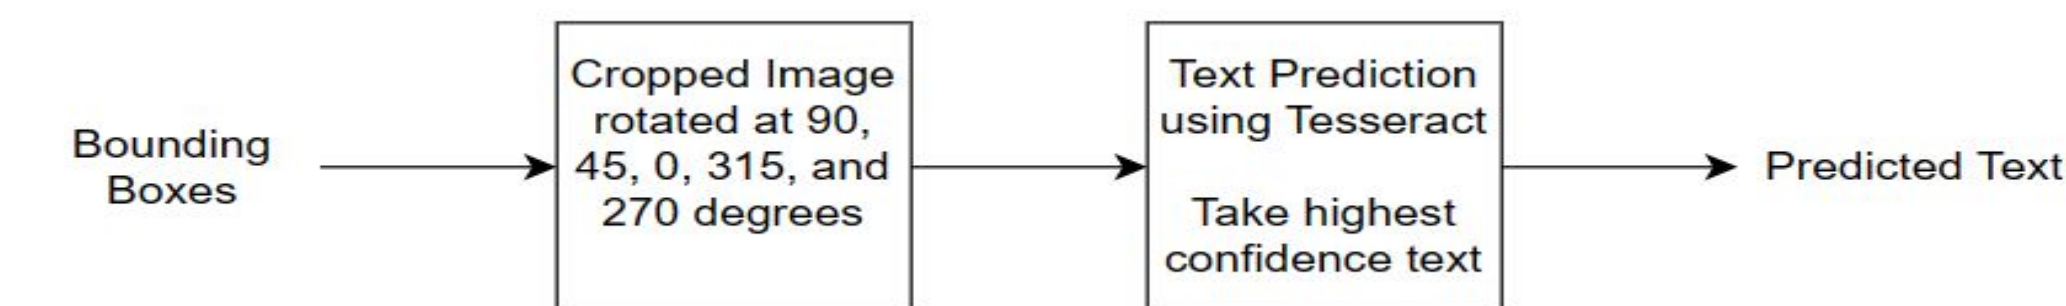 Bounding
Boxes
Cropped Image
rotated at 90,
45, 0, 315, and
270 degrees
Text Prediction
using Tesseract
Take highest
confidence text
Predicted Text